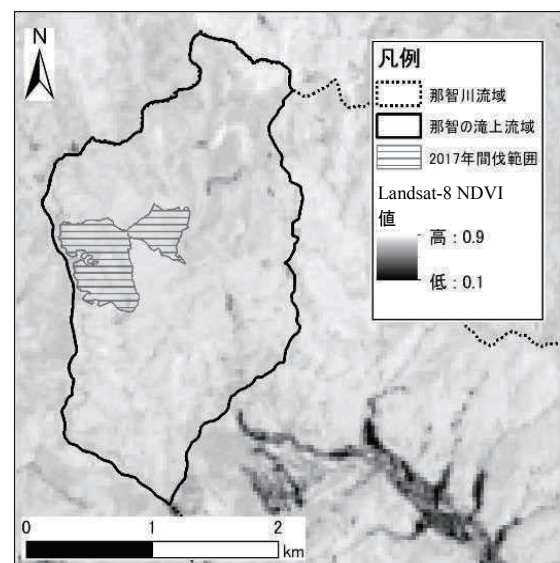 N
凡例
那智川流域
那智の滝上流域
2017年間伐範囲
Landsat-8 NDVI
値
高 : 0.9
低 : 0.1
0 1 2
km